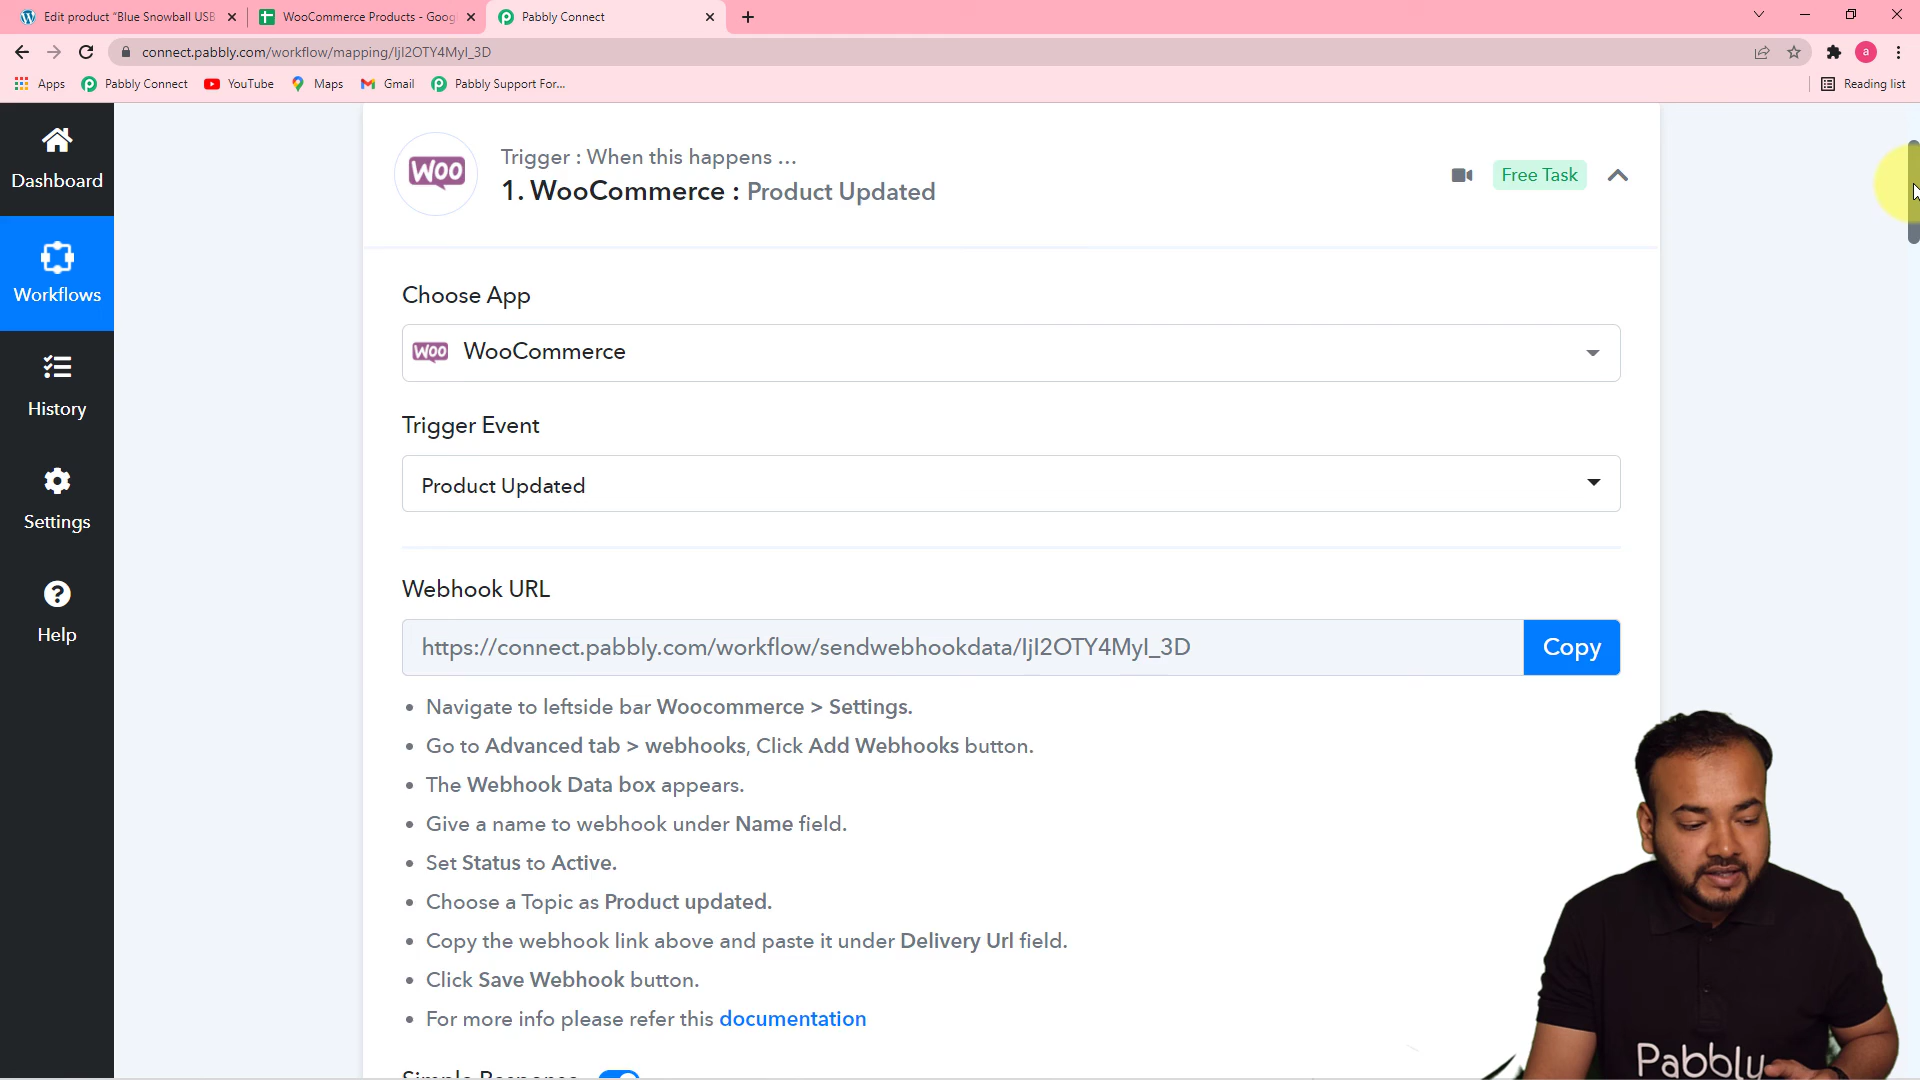 Edit product "Blue Snowball USB
WooCommerce Products - Goog
Pabbly Connect
connect.pabbly.com/workflow/mapping/IjI2OTY4MyI_3D
a
Apps
Pabbly Connect
YouTube
Maps
Gmail
Pabbly Support For...
Reading list
Dashboard
Workflows
History
Settings
Help
WOO
Trigger : When this happens ...
1. WooCommerce : Product Updated
Free Task
Choose App
WOO WooCommerce
Trigger Event
Product Updated
Webhook URL
https://connect.pabbly.com/workflow/sendwebhookdata/IjI2OTY4MyI_3D
Copy
• Navigate to leftside bar Woocommerce > Settings.
• Go to Advanced tab > webhooks, Click Add Webhooks button.
• The Webhook Data box appears.
• Give a name to webhook under Name field.
• Set Status to Active.
• Choose a Topic as Product updated.
• Copy the webhook link above and paste it under Delivery Url field.
• Click Save Webhook button.
• For more info please refer this documentation
Simple Response
Pabbly